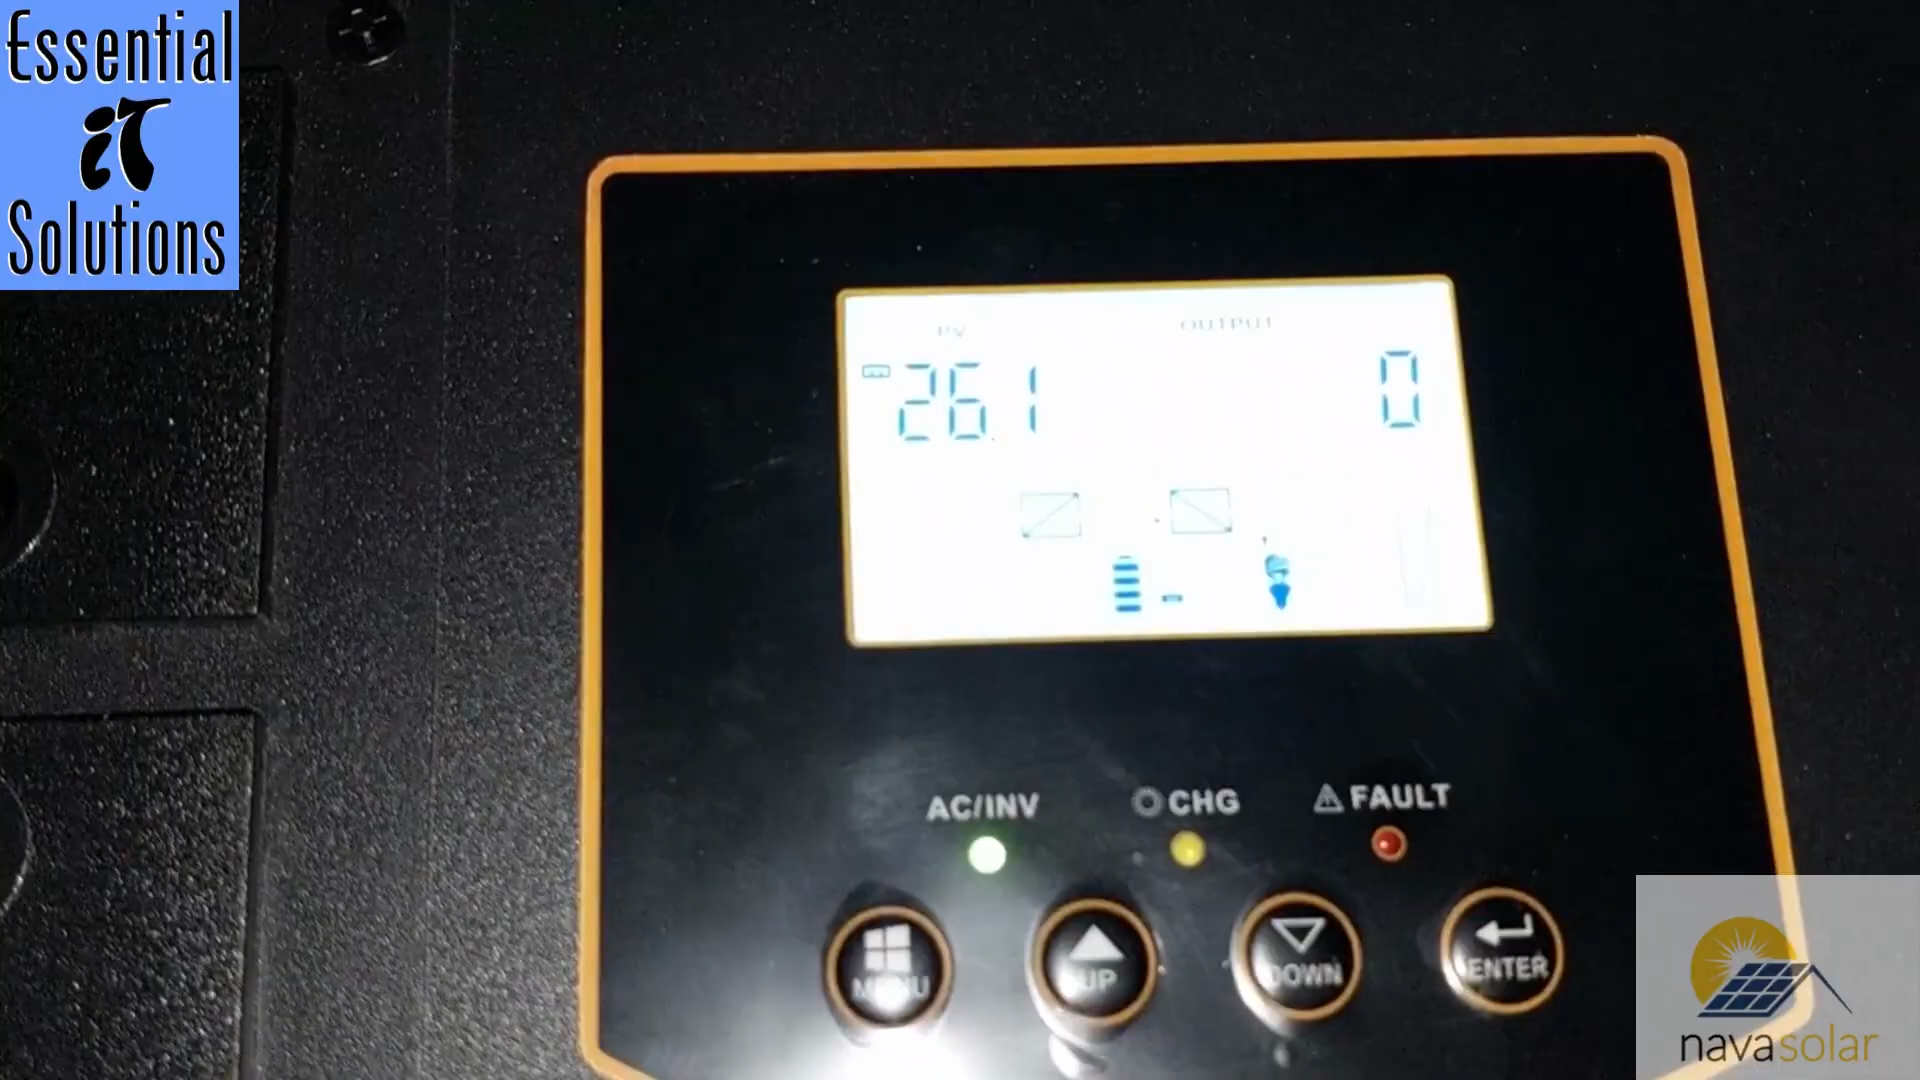 Essential
iT
Solutions
PV
OUTPUT
261
0
AC/INV
CHG
FAULT
MENU
UP
DOWN
ENTER
navasolar